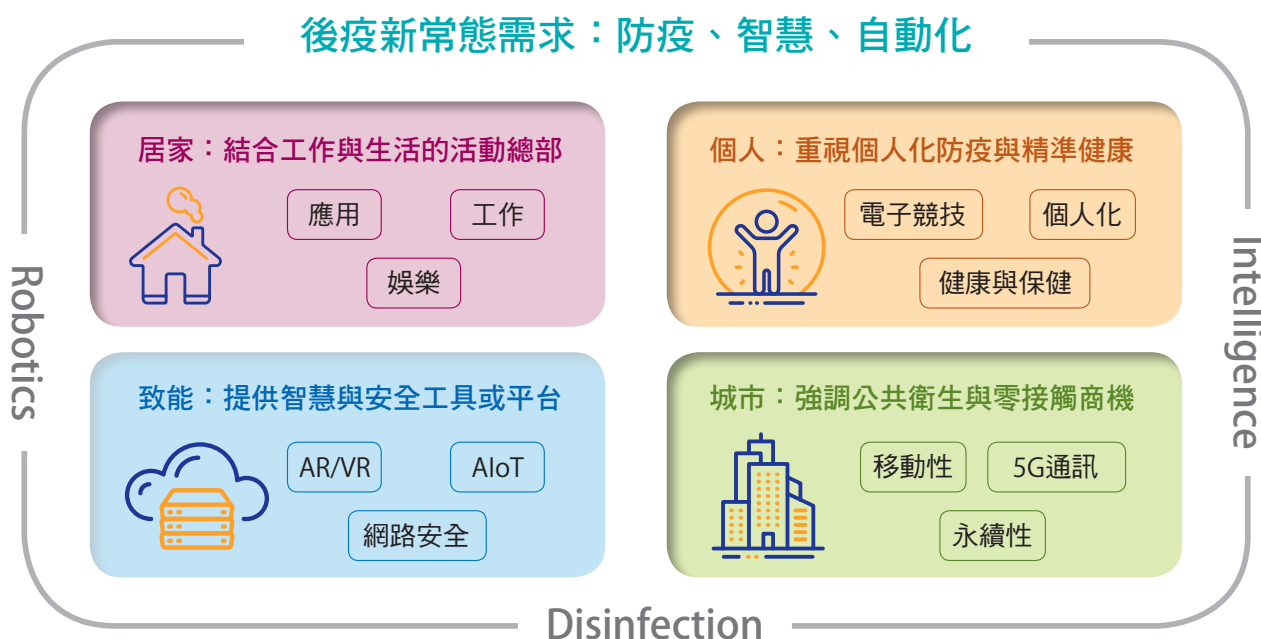 後疫新常態需求：防疫、智慧、自動化
居家：結合工作與生活的活動總部
應用
工作
娛樂
個人：重視個人化防疫與精準健康
電子競技
個人化
健康與保健
致能：提供智慧與安全工具或平台
AR/VR
AIoT
網路安全
城市：強調公共衛生與零接觸商機
移動性
5G通訊
永續性
Robotics
Intelligence
Disinfection